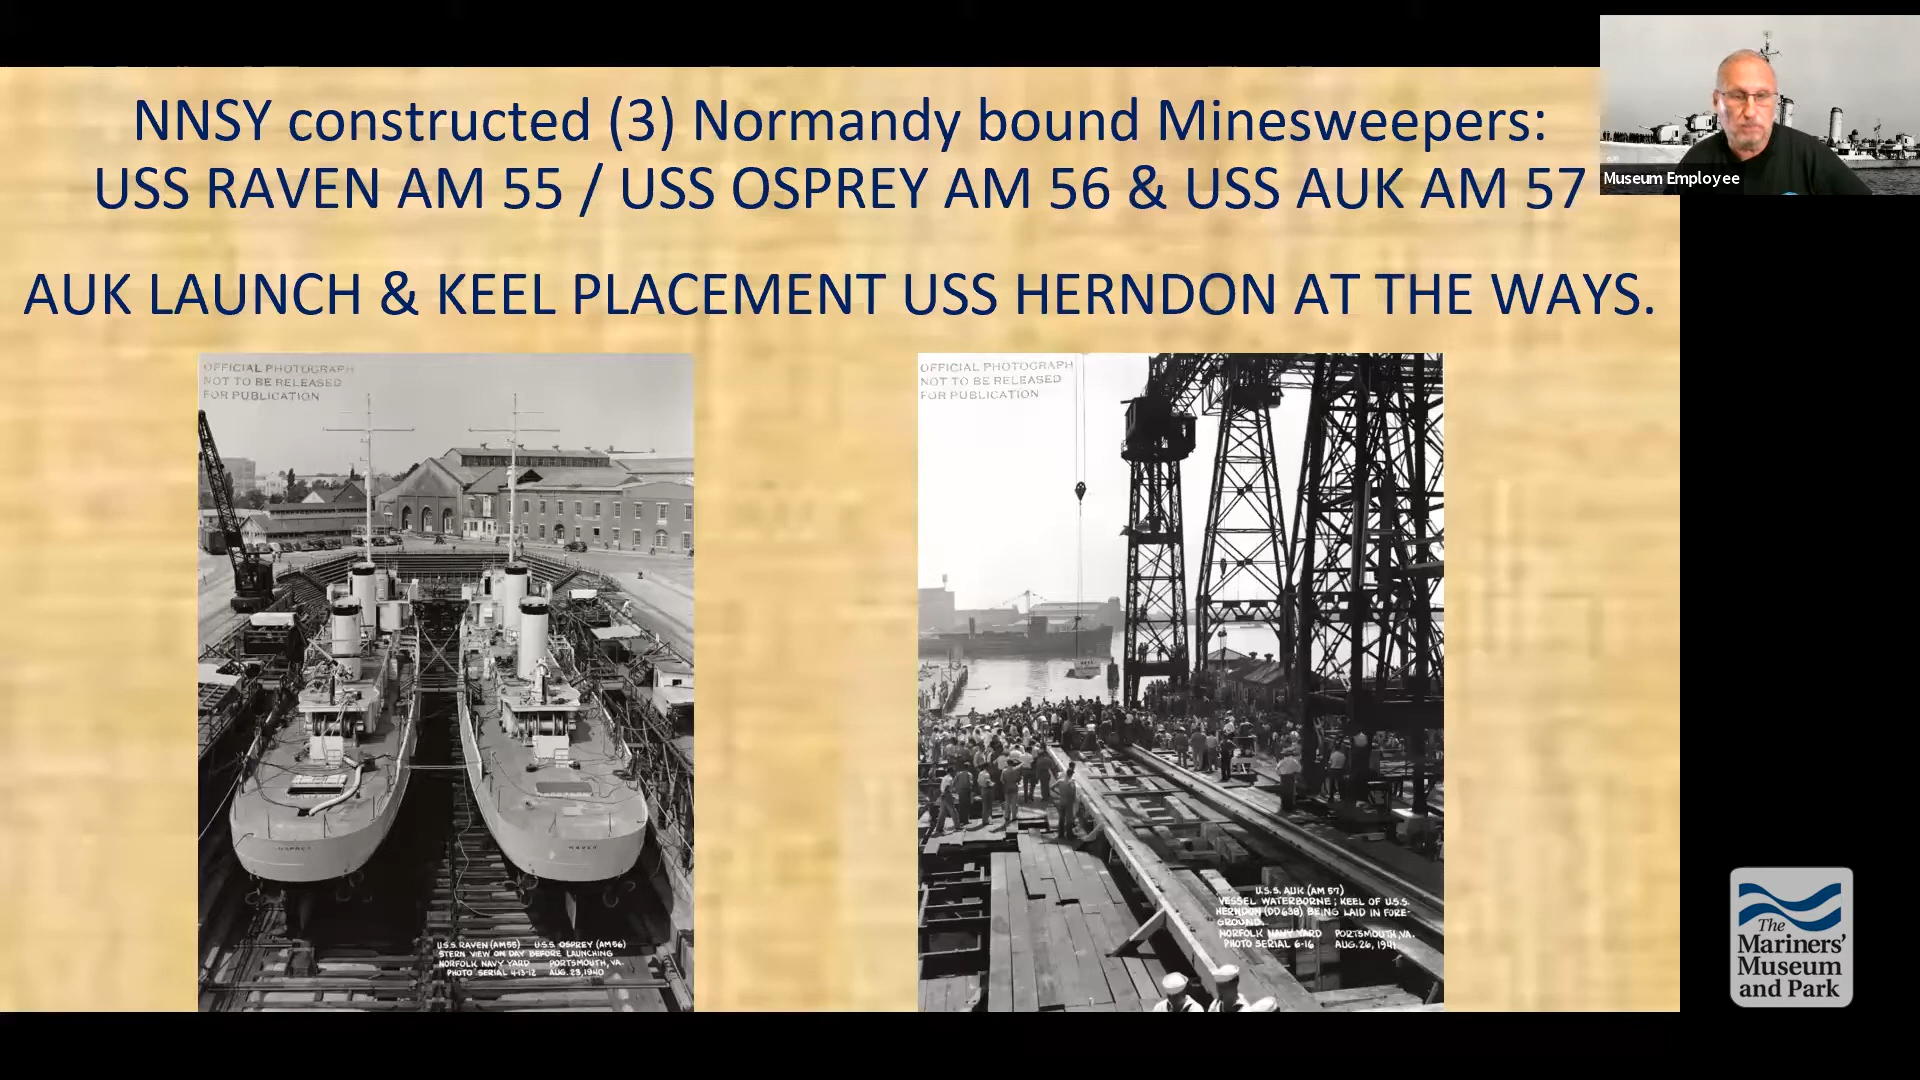 NNSY constructed (3) Normandy bound Minesweepers:
USS RAVEN AM 55 / USS OSPREY AM 56 & USS AUK AM 57
AUK LAUNCH & KEEL PLACEMENT USS HERNDON AT THE WAYS.
Museum Employee
OFFICIAL PHOTOGRAPH
NOT TO BE RELEASED
FOR PUBLICATION
OSPREY
RAVEN
U.S.S. RAVEN (AM55) U.S.S. OSPREY (AM56)
STERN VIEW ON DAY BEFORE LAUNCHING
NORFOLK NAVY YARD PORTSMOUTH, VA.
PHOTO SERIAL 4-13-12 AUG. 23, 1940
OFFICIAL PHOTOGRAPH
NOT TO BE RELEASED
FOR PUBLICATION
U.S.S. AUK (AM 57)
VESSEL WATERBORNE; KEEL OF U.S.S.
HERNDON (DD638) BEING LAID IN FORE-
GROUND.
NORFOLK NAVY YARD PORTSMOUTH, VA.
PHOTO SERIAL 6-16 AUG. 26, 1941
The
Mariners'
Museum
and Park